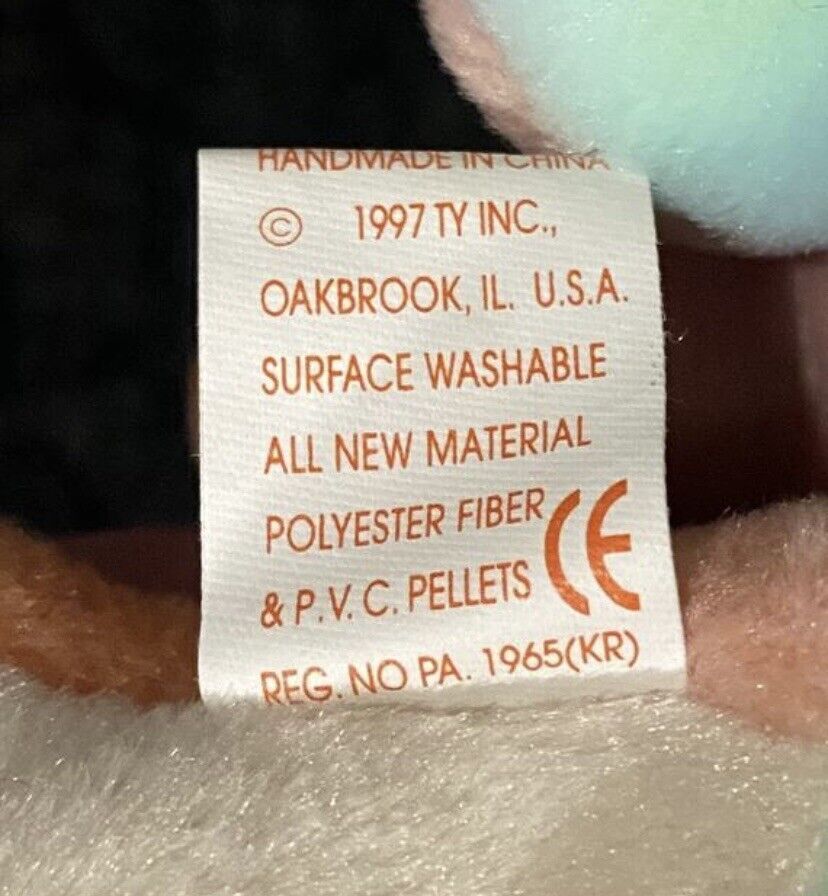 HANDMADE IN CHINA
© 1997 TY INC.,
OAKBROOK, IL. U.S.A.
SURFACE WASHABLE
ALL NEW MATERIAL
POLYESTER FIBER
& P.V.C. PELLETS CE
REG. NO PA. 1965(KR)